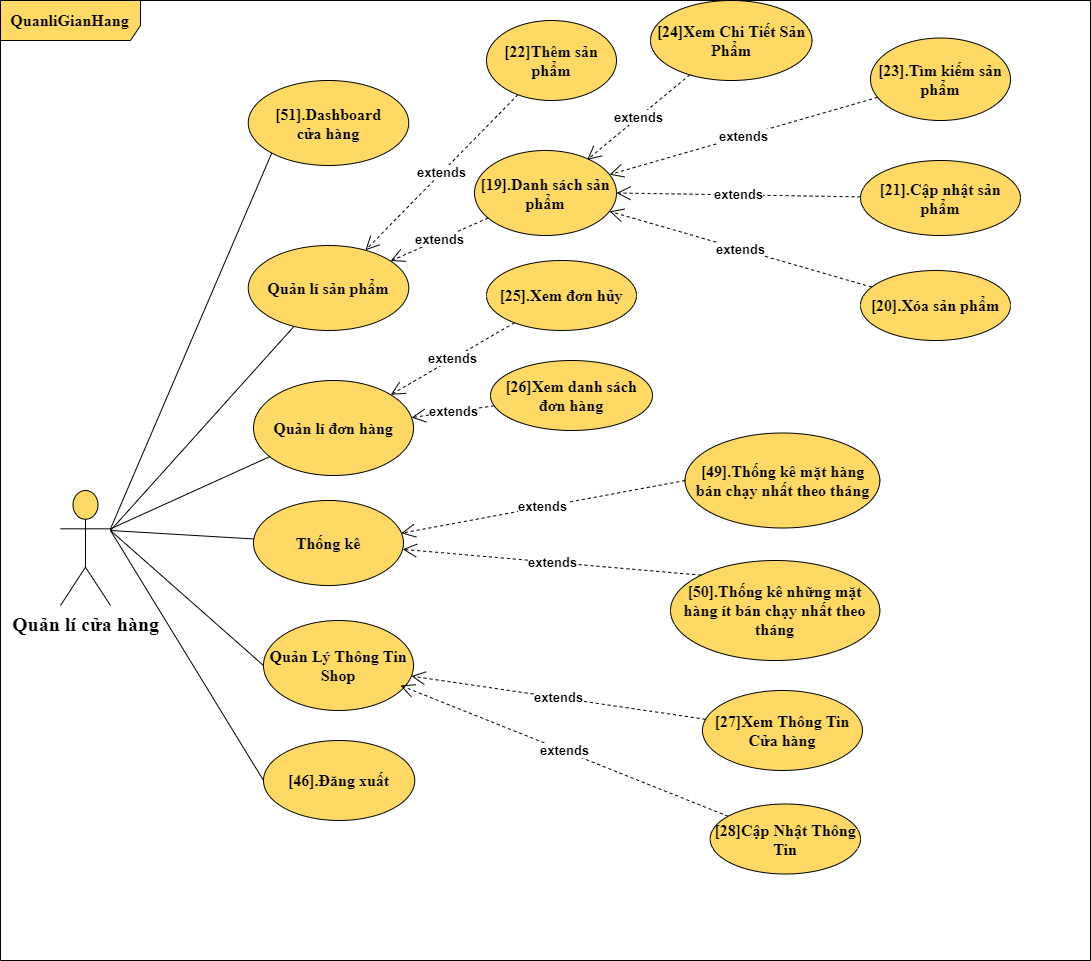 QuanliGianHang
[22]Thêm sản
phẩm
[24]Xem Chi Tiết Sản
Phẩm
[23].Tìm kiếm sản
phẩm
[51].Dashboard
cửa hàng
extends
extends
extends
[19].Danh sách sản
phẩm
extends
[21].Cập nhật sản
phẩm
extends
extends
Quản lí sản phẩm
[20].Xóa sản phẩm
[25].Xem đơn hủy
extends
[26]Xem danh sách
đơn hàng
extends
Quản lí đơn hàng
[49].Thống kê mặt hàng
bán chạy nhất theo tháng
extends
Thống kê
extends
[50].Thống kê những mặt
hàng ít bán chạy nhất theo
tháng
Quản lí cửa hàng
Quản Lý Thông Tin
Shop
extends
[27]Xem Thông Tin
Cửa hàng
extends
[46].Đăng xuất
[28]Cập Nhật Thông
Tin